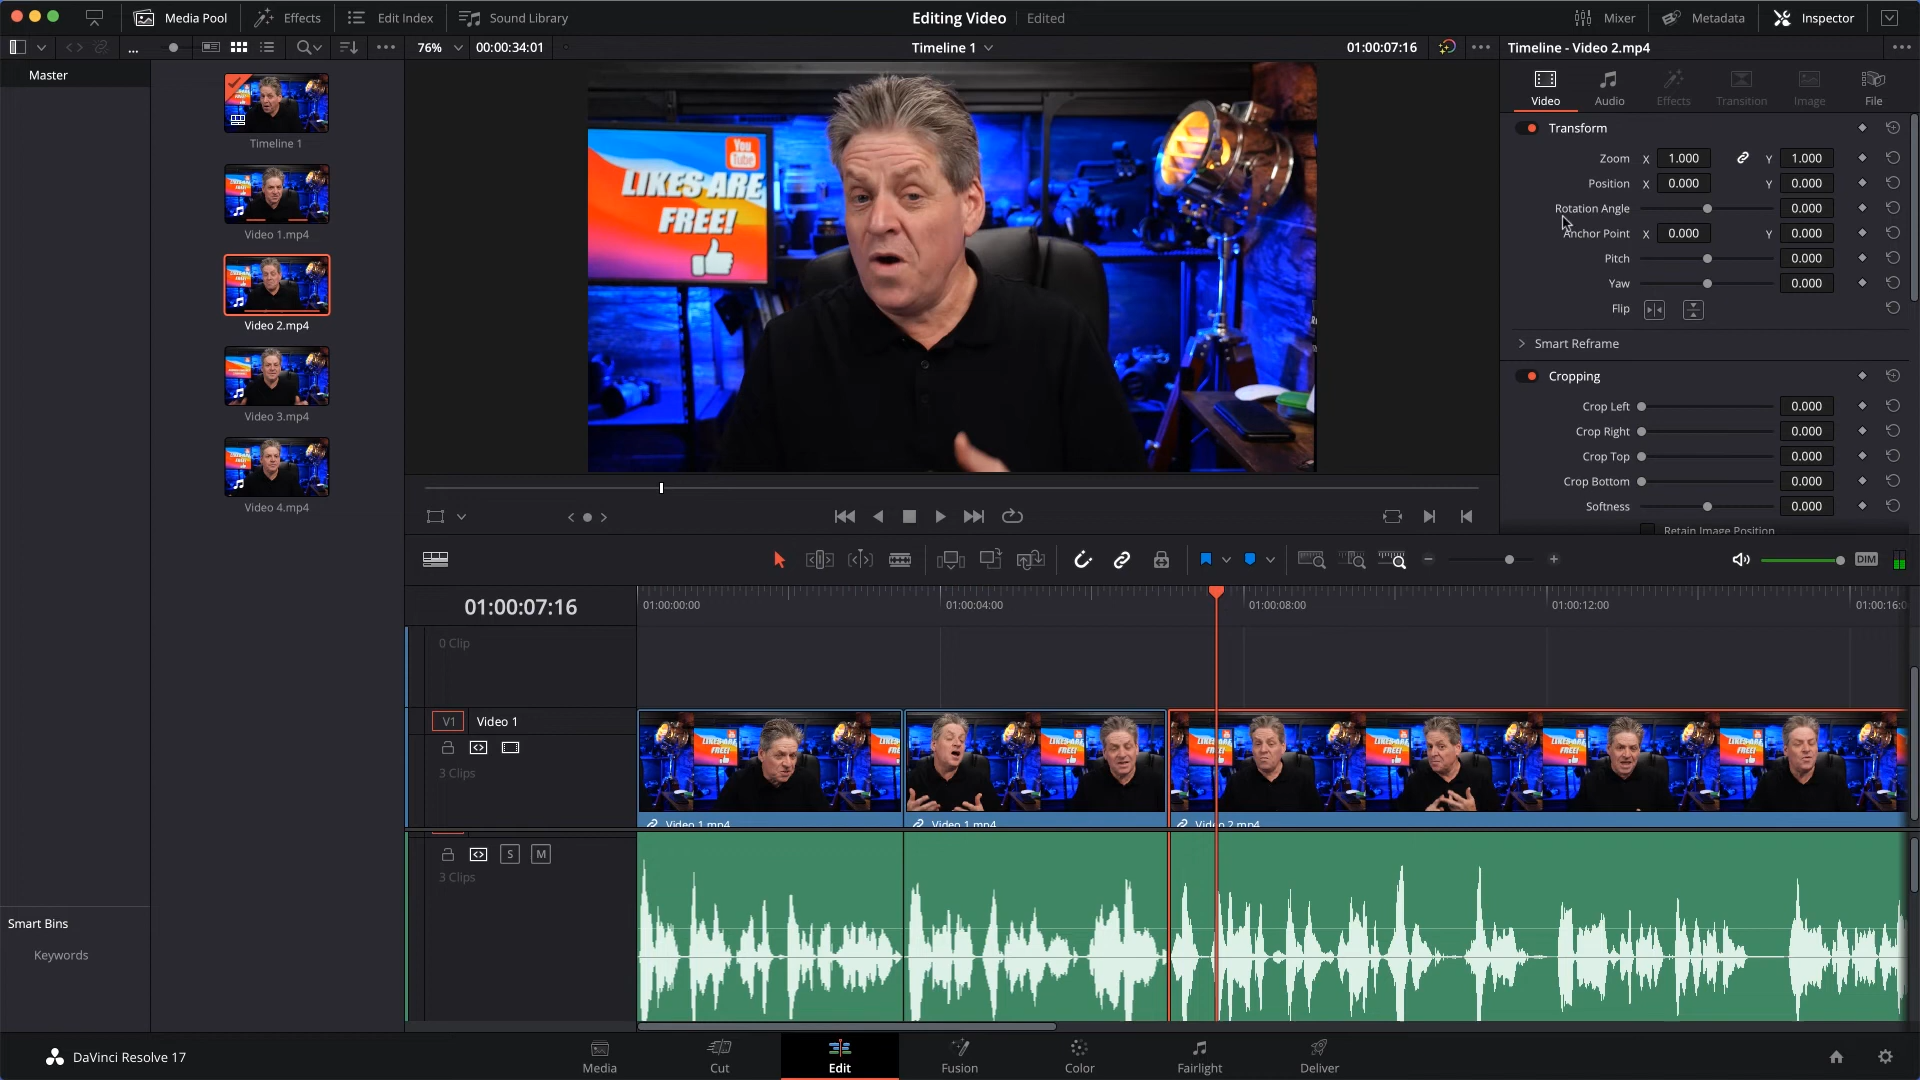 Media Pool
Effects
Edit Index
Sound Library
Editing Video
Edited
Mixer
Metadata
Inspector
...
76%
00:00:34:01
Timeline 1
01:00:07:16
Timeline - Video 2.mp4
Master
Timeline 1
Video 1.mp4
Video 2.mp4
Video 3.mp4
Video 4.mp4
Smart Bins
Keywords
You
Tube
LIKES ARE
FREE!
Video
Audio
Effects
Transition
Image
File
Transform
Zoom X 1.000 Y 1.000
Position X 0.000 Y 0.000
Rotation Angle 0.000
Anchor Point X 0.000 Y 0.000
Pitch 0.000
Yaw 0.000
Flip
Smart Reframe
Cropping
Crop Left 0.000
Crop Right 0.000
Crop Top 0.000
Crop Bottom 0.000
Softness 0.000
Retain Image Position
DIM
01:00:07:16
01:00:00:00
01:00:04:00
01:00:08:00
01:00:12:00
01:00:16:0
0 Clip
V1 Video 1
3 Clips
Video 1.mp4
Video 1.mp4
Video 2.mp4
S
M
3 Clips
DaVinci Resolve 17
Media
Cut
Edit
Fusion
Color
Fairlight
Deliver